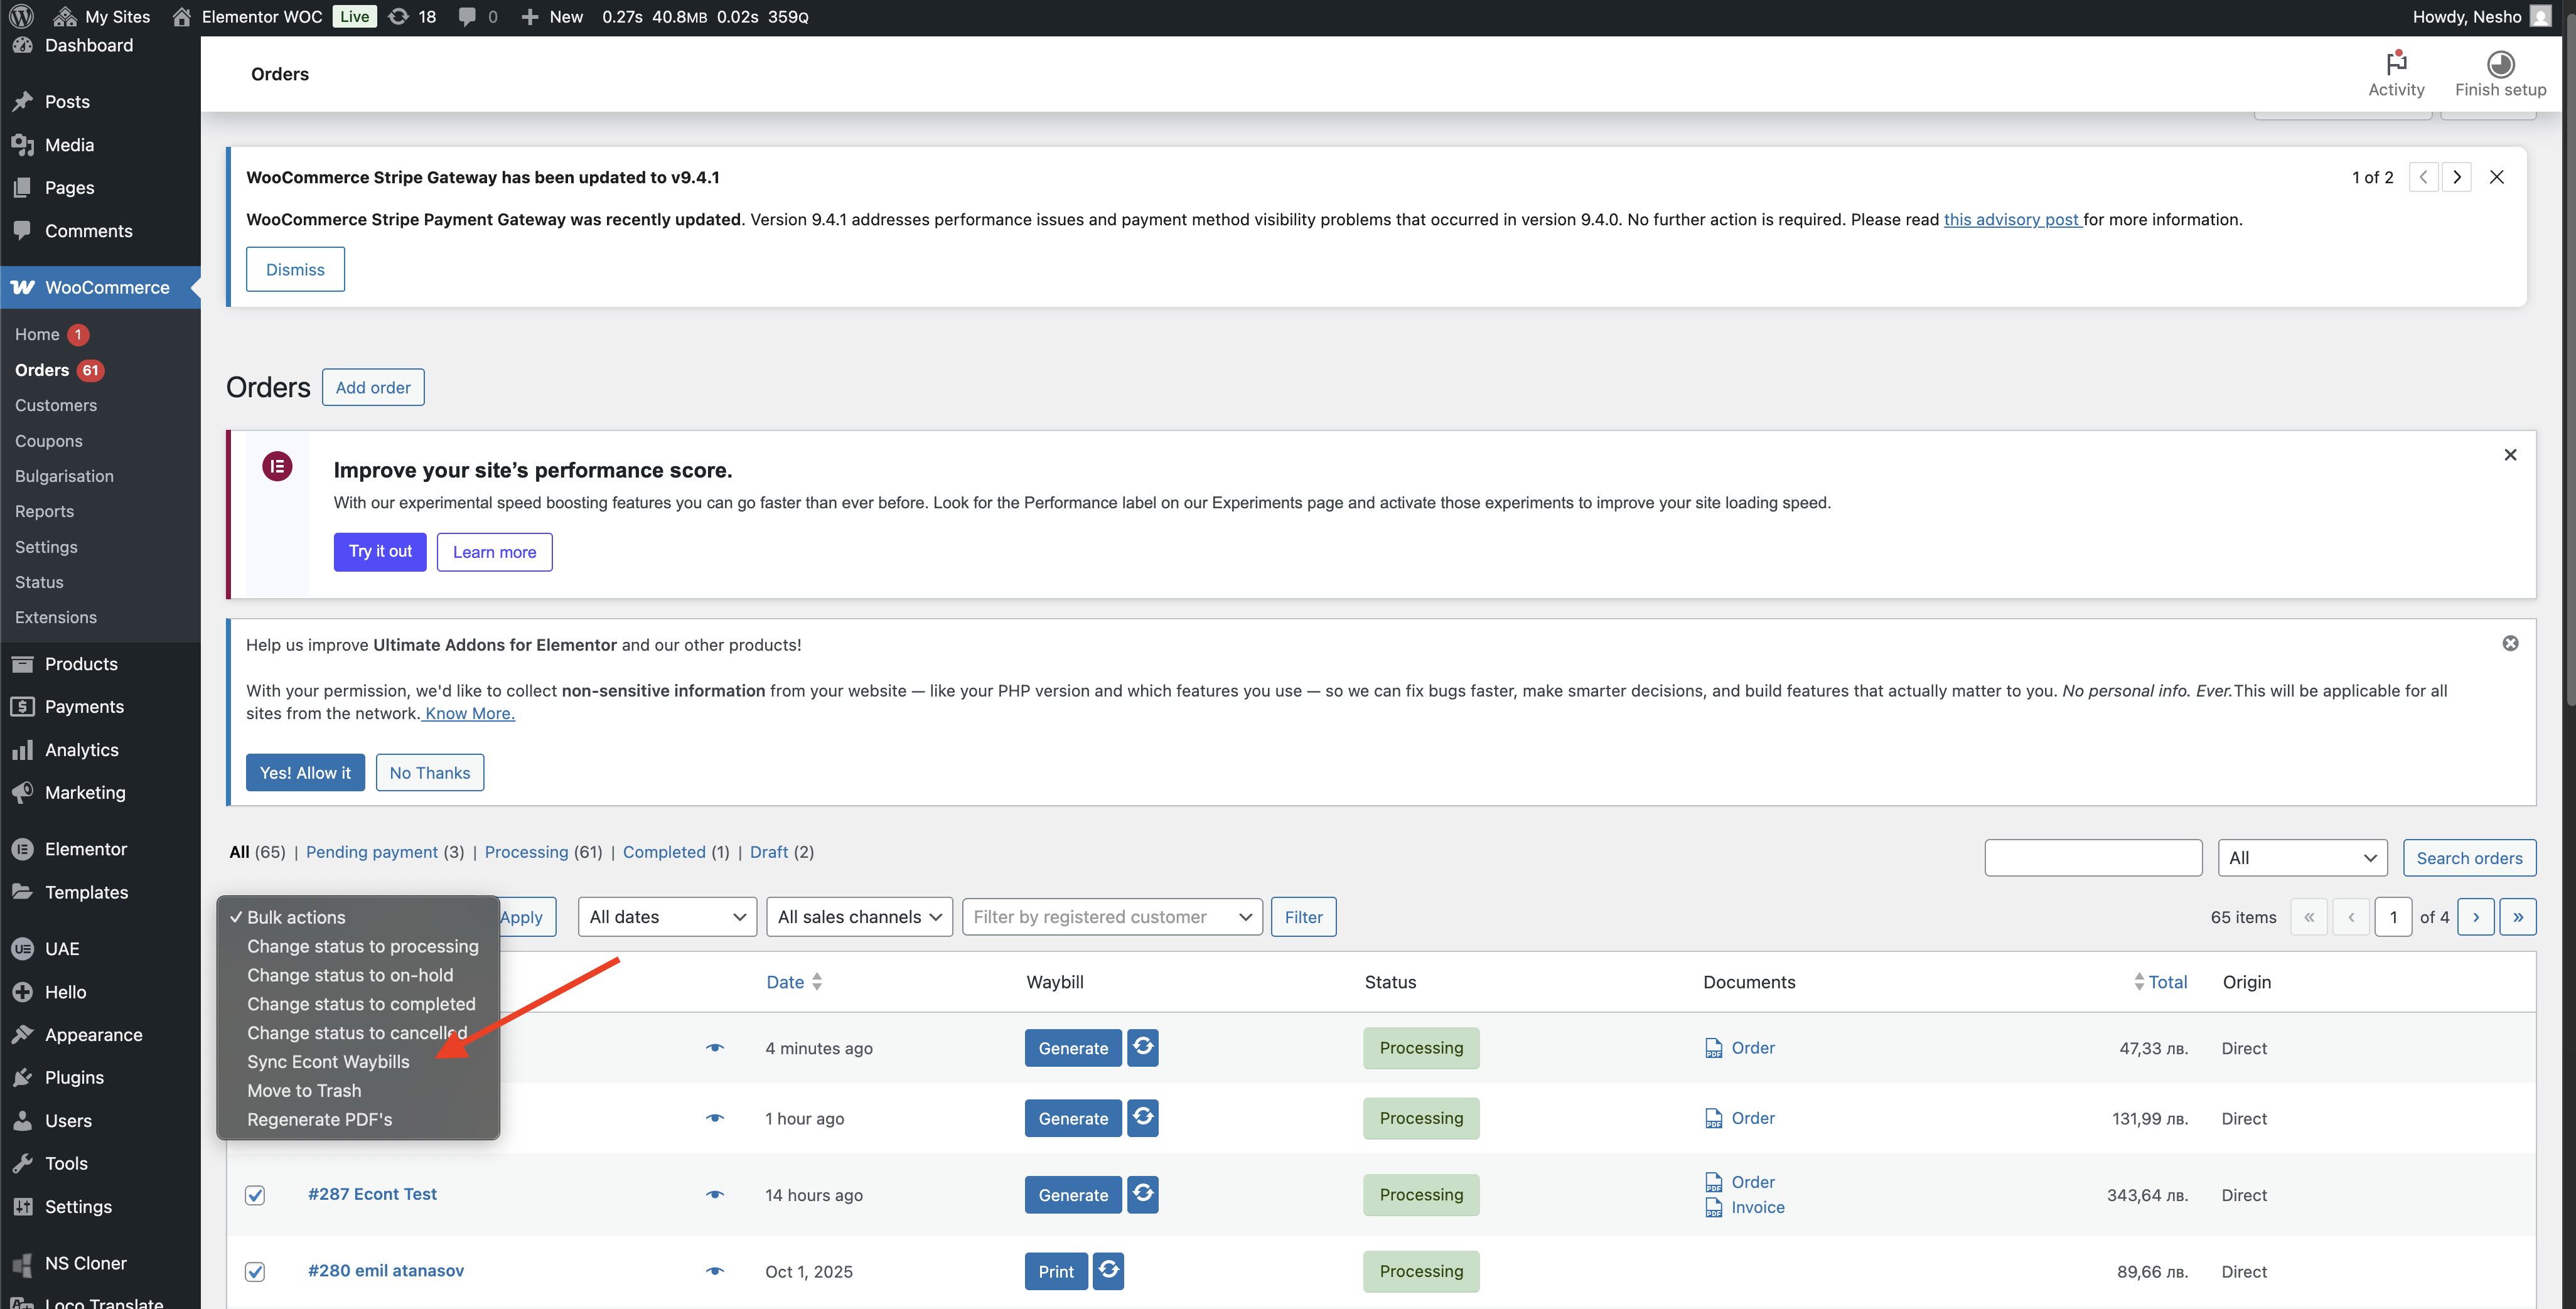 My Sites
Elementor WOC
Live
18
0
New
0.27s 40.8MB 0.02s 359Q
Howdy, Nesho
Dashboard
Posts
Media
Pages
Comments
WooCommerce
Home 1
Orders 61
Customers
Coupons
Bulgarisation
Reports
Settings
Status
Extensions
Products
Payments
Analytics
Marketing
Elementor
Templates
UAE
Hello
Appearance
Plugins
Users
Tools
Settings
NS Cloner
Loco Translate
Orders
Activity
Finish setup
WooCommerce Stripe Gateway has been updated to v9.4.1
1 of 2
WooCommerce Stripe Payment Gateway was recently updated. Version 9.4.1 addresses performance issues and payment method visibility problems that occurred in version 9.4.0. No further action is required. Please read this advisory post for more information.
Dismiss
Orders
Add order
Improve your site’s performance score.
With our experimental speed boosting features you can go faster than ever before. Look for the Performance label on our Experiments page and activate those experiments to improve your site loading speed.
Try it out
Learn more
Help us improve Ultimate Addons for Elementor and our other products!
With your permission, we'd like to collect non-sensitive information from your website — like your PHP version and which features you use — so we can fix bugs faster, make smarter decisions, and build features that actually matter to you. No personal info. Ever.This will be applicable for all
sites from the network. Know More.
Yes! Allow it
No Thanks
All (65) | Pending payment (3) | Processing (61) | Completed (1) | Draft (2)
All
Search orders
✓ Bulk actions
Change status to processing
Change status to on-hold
Change status to completed
Change status to cancelled
Sync Econt Waybills
Move to Trash
Regenerate PDF's
Apply
All dates
All sales channels
Filter by registered customer
Filter
65 items
« ‹ 1 of 4 › »
Date
Waybill
Status
Documents
Total
Origin
4 minutes ago
Generate
Processing
PDF Order
47,33 лв.
Direct
1 hour ago
Generate
Processing
PDF Order
131,99 лв.
Direct
#287 Econt Test
14 hours ago
Generate
Processing
PDF Order
PDF Invoice
343,64 лв.
Direct
#280 emil atanasov
Oct 1, 2025
Print
Processing
PDF Order
89,66 лв.
Direct